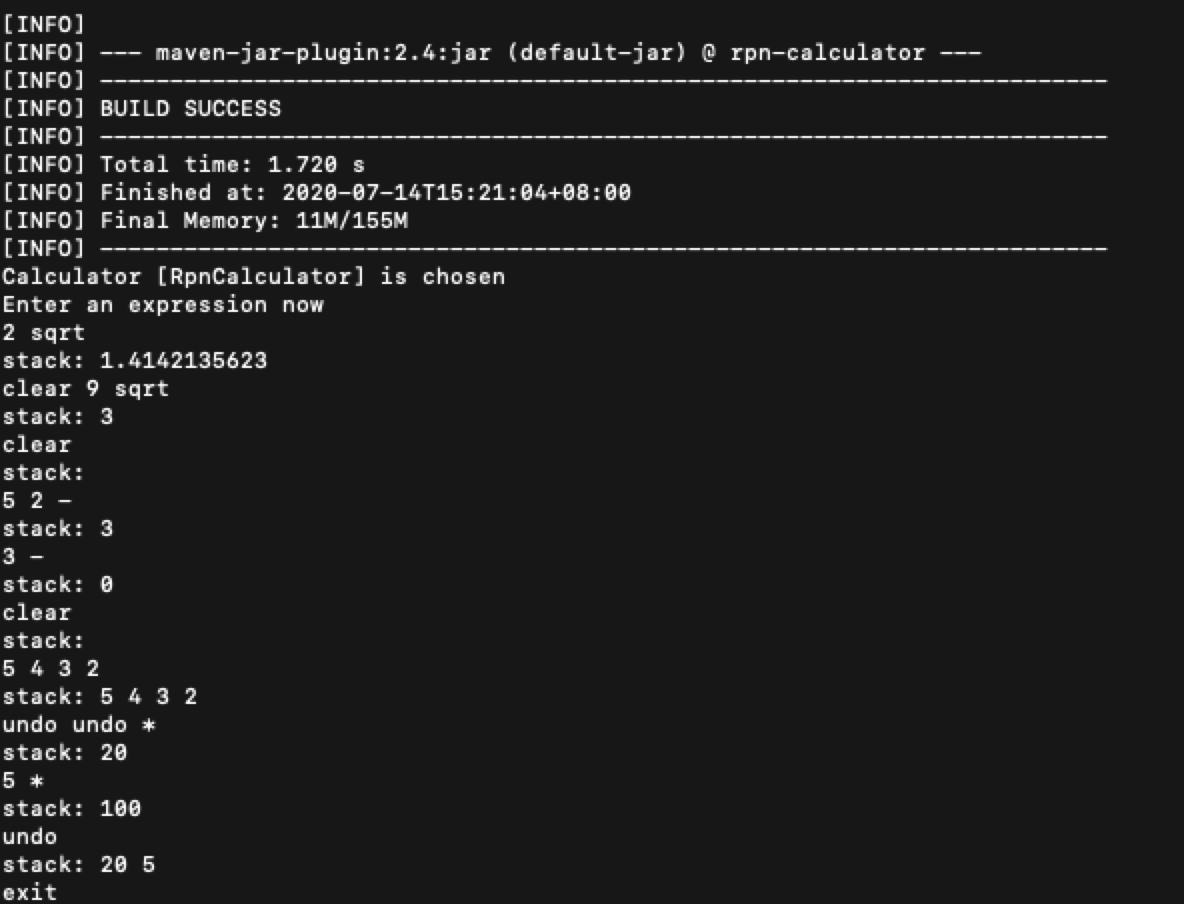 [INFO]
[INFO] --- maven-jar-plugin:2.4:jar (default-jar) @ rpn-calculator ---
[INFO] ------------------------------------------------------------------------
[INFO] BUILD SUCCESS
[INFO] ------------------------------------------------------------------------
[INFO] Total time: 1.720 s
[INFO] Finished at: 2020-07-14T15:21:04+08:00
[INFO] Final Memory: 11M/155M
[INFO] ------------------------------------------------------------------------
Calculator [RpnCalculator] is chosen
Enter an expression now
2 sqrt
stack: 1.4142135623
clear 9 sqrt
stack: 3
clear
stack:
5 2 -
stack: 3
3 -
stack: 0
clear
stack:
5 4 3 2
stack: 5 4 3 2
undo undo *
stack: 20
5 *
stack: 100
undo
stack: 20 5
exit